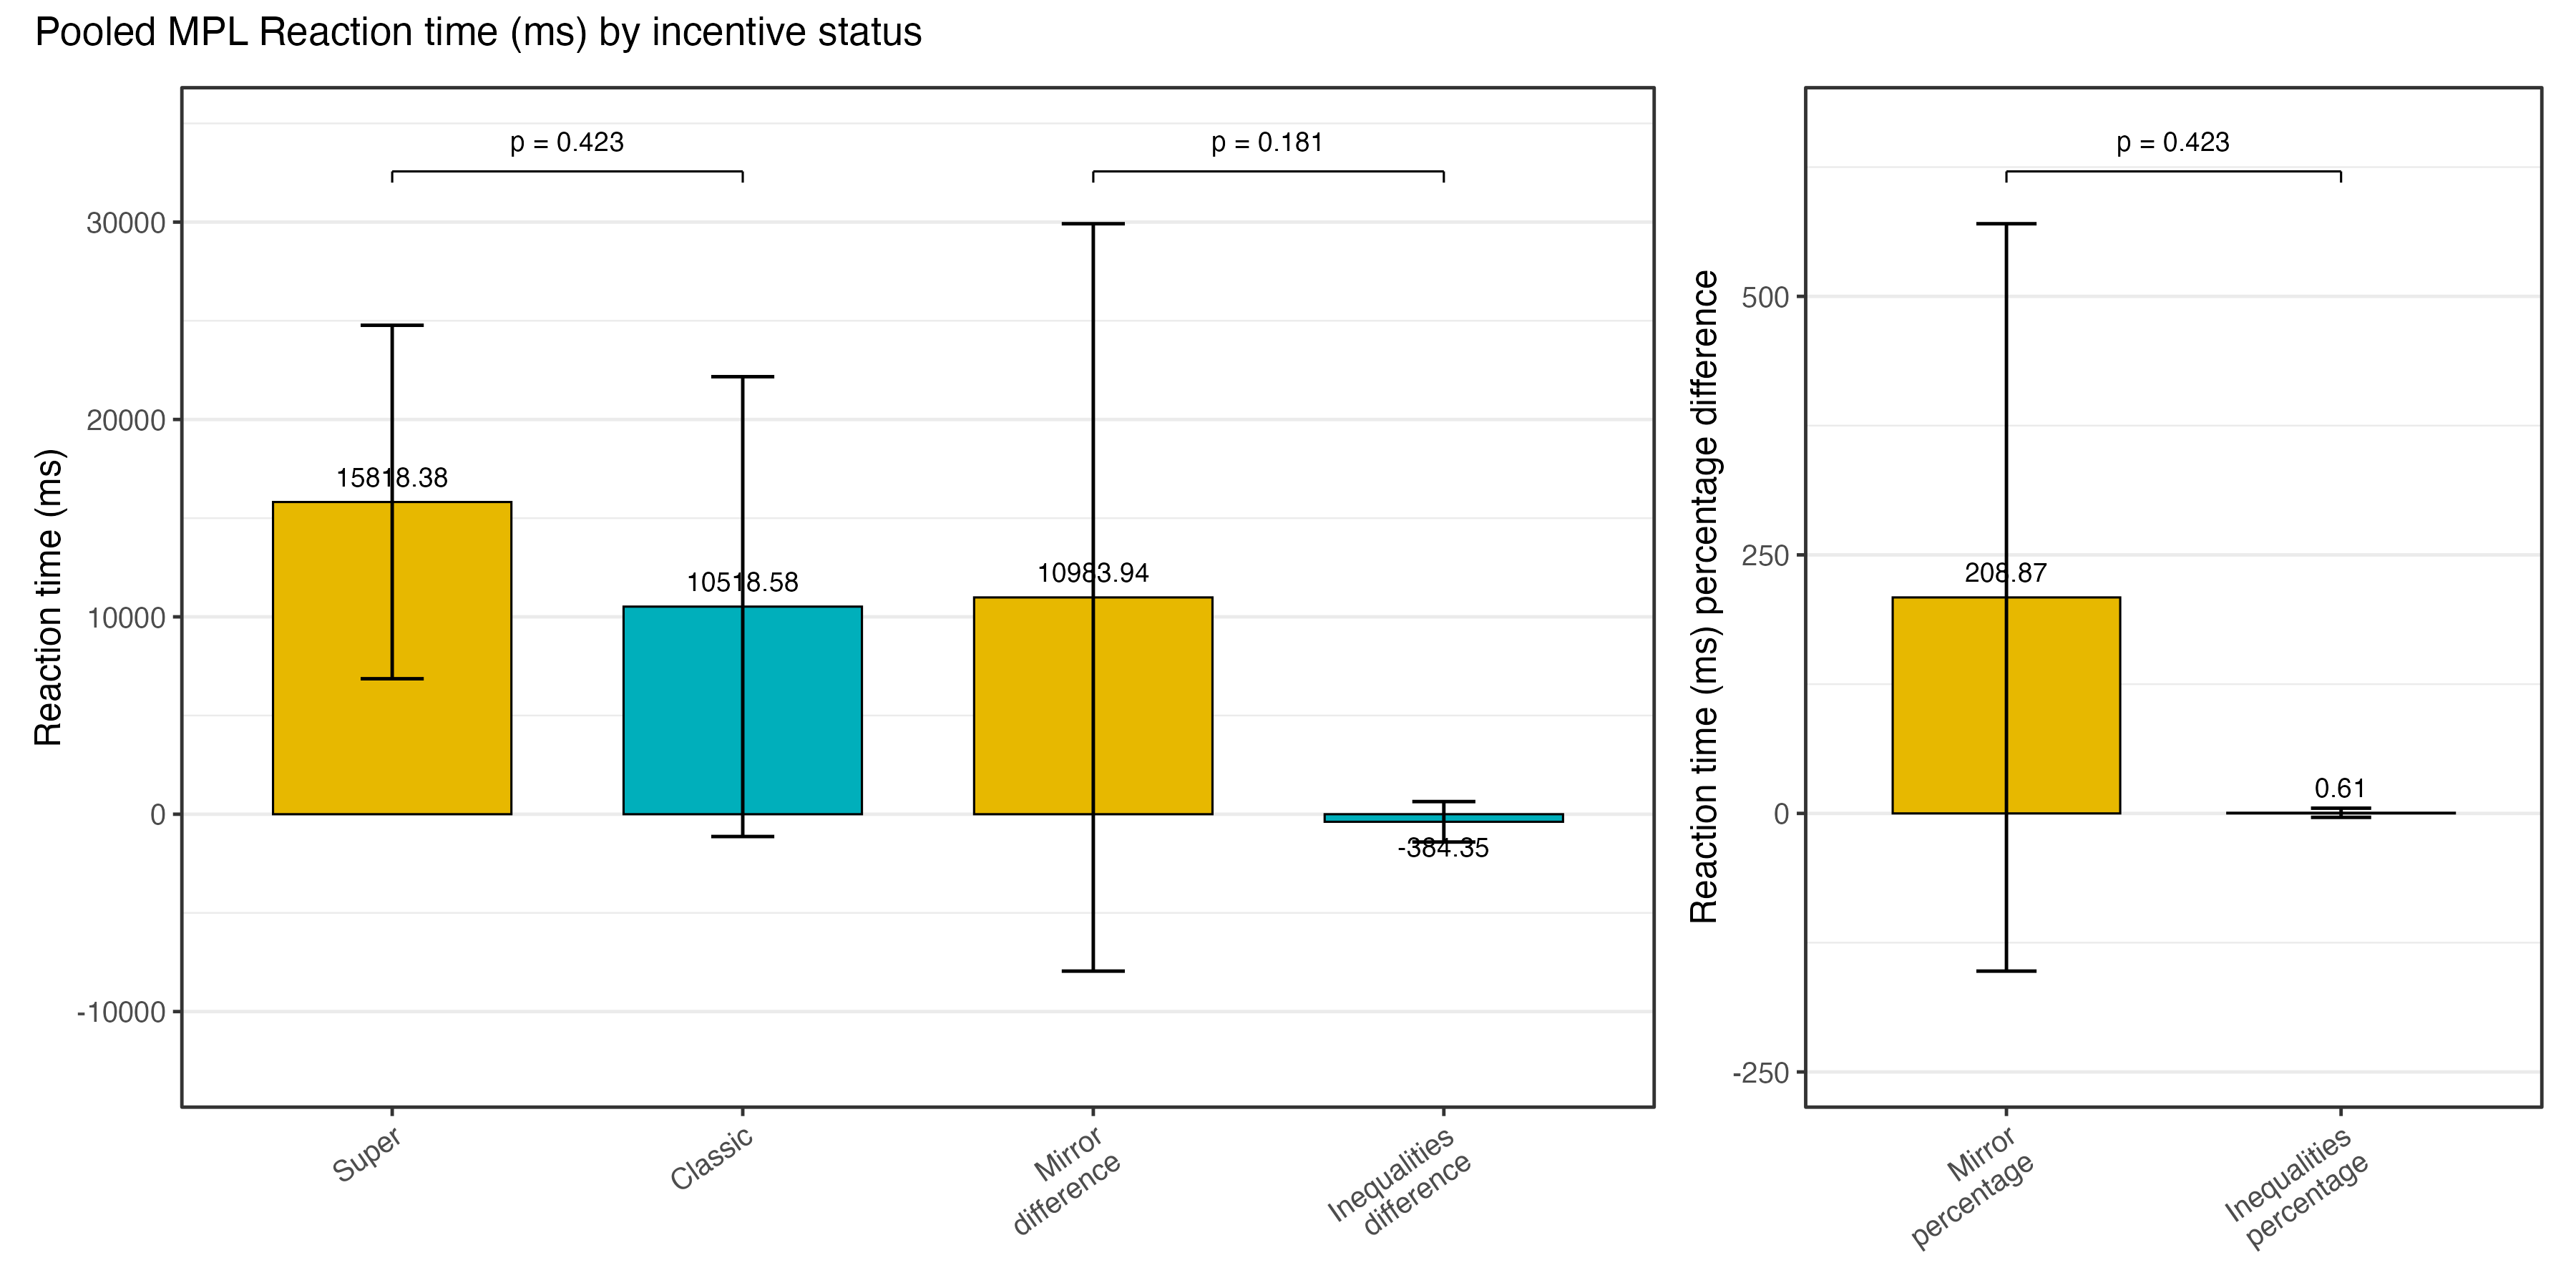 Pooled MPL Reaction time (ms) by incentive status
Reaction time (ms)
30000
20000
10000
0
-10000
p = 0.423
p = 0.181
15818.38
10518.58
10983.94
-384.35
Super
Classic
Mirror
difference
Inequalities
difference
Reaction time (ms) percentage difference
500
250
0
-250
p = 0.423
208.87
0.61
Mirror
percentage
Inequalities
percentage